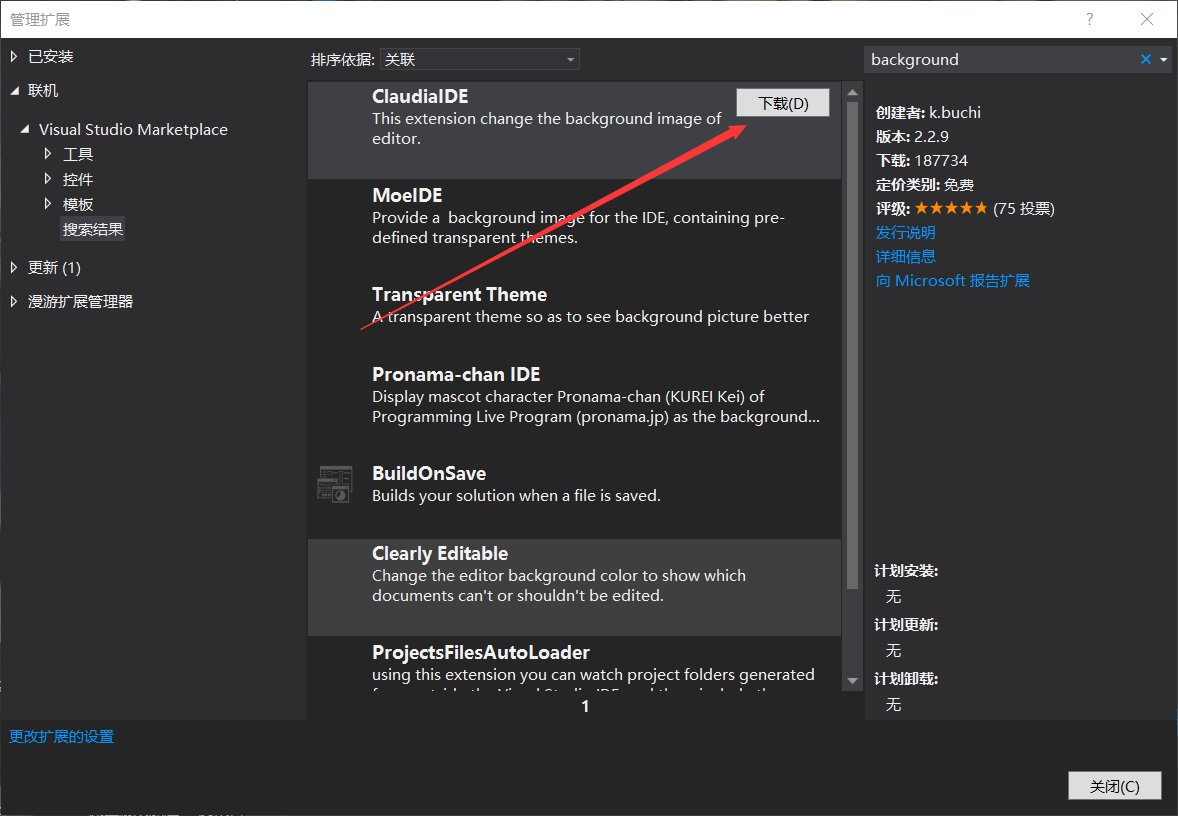 管理扩展
?
已安装
联机
Visual Studio Marketplace
工具
控件
模板
搜索结果
更新 (1)
漫游扩展管理器
排序依据: 关联
ClaudiaIDE
下载(D)
This extension change the background image of
editor.
MoeIDE
Provide a background image for the IDE, containing pre-
defined transparent themes.
Transparent Theme
A transparent theme so as to see background picture better
Pronama-chan IDE
Display mascot character Pronama-chan (KUREI Kei) of
Programming Live Program (pronama.jp) as the background...
BuildOnSave
Builds your solution when a file is saved.
Clearly Editable
Change the editor background color to show which
documents can't or shouldn't be edited.
ProjectsFilesAutoLoader
using this extension you can watch project folders generated
1
background
创建者: k.buchi
版本: 2.2.9
下载: 187734
定价类别: 免费
评级: ★★★★★ (75 投票)
发行说明
详细信息
向 Microsoft 报告扩展
计划安装:
无
计划更新:
无
计划卸载:
无
更改扩展的设置
关闭(C)